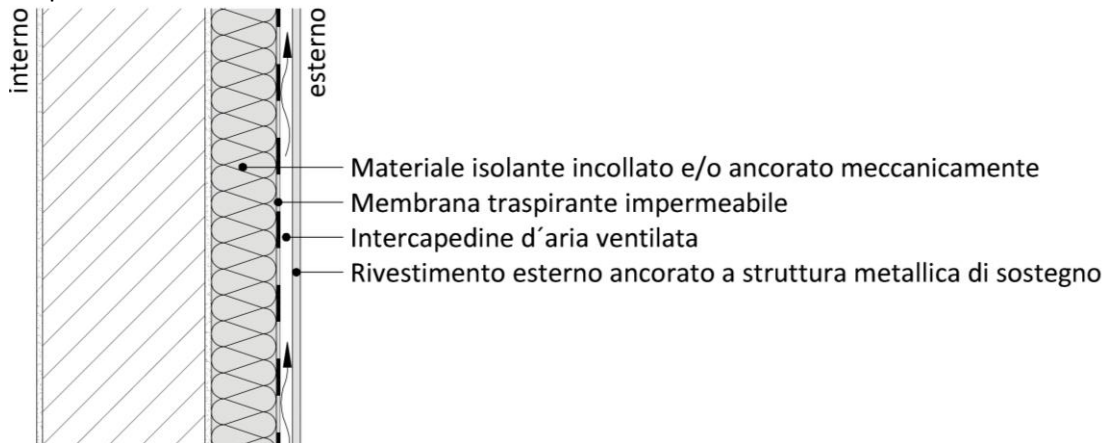 interno
esterno
Materiale isolante incollato e/o ancorato meccanicamente
Membrana traspirante impermeabile
Intercapedine d´aria ventilata
Rivestimento esterno ancorato a struttura metallica di sostegno